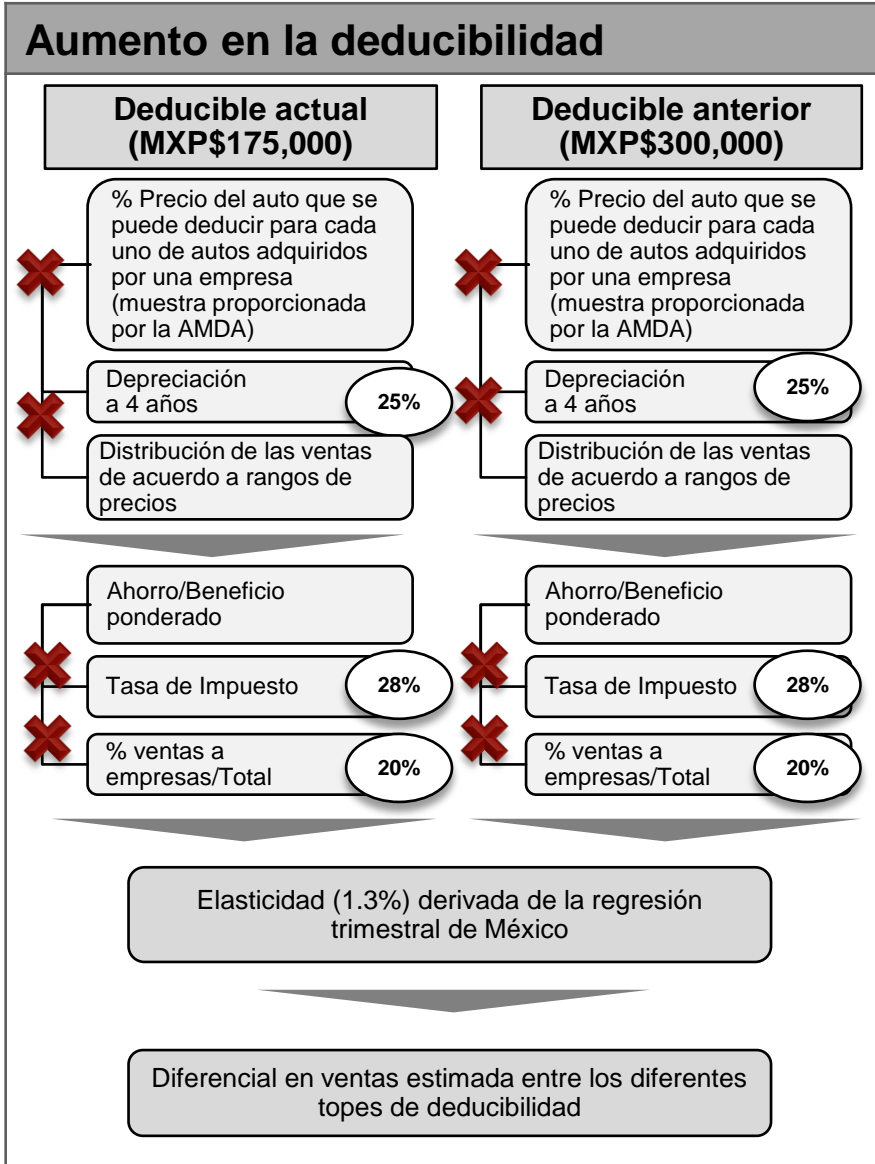 Aumento en la deducibilidad
Deducible actual
(MXP$175,000)
% Precio del auto que se
puede deducir para cada
uno de autos adquiridos
por una empresa
(muestra proporcionada
por la AMDA)
Depreciación
a 4 años
25%
Distribución de las ventas
de acuerdo a rangos de
precios
Ahorro/Beneficio
ponderado
Tasa de Impuesto
28%
% ventas a
empresas/Total
20%
Deducible anterior
(MXP$300,000)
% Precio del auto que se
puede deducir para cada
uno de autos adquiridos
por una empresa
(muestra proporcionada
por la AMDA)
Depreciación
a 4 años
25%
Distribución de las ventas
de acuerdo a rangos de
precios
Ahorro/Beneficio
ponderado
Tasa de Impuesto
28%
% ventas a
empresas/Total
20%
Elasticidad (1.3%) derivada de la regresión
trimestral de México
Diferencial en ventas estimada entre los diferentes
topes de deducibilidad